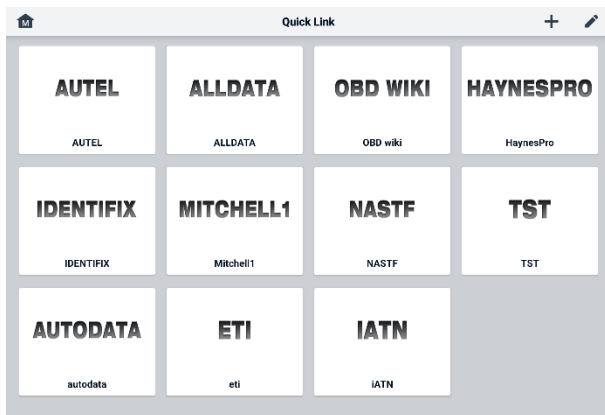 M
Quick Link
AUTEL
ALLDATA
OBD WIKI
HAYNESPRO
AUTEL
ALLDATA
OBD wiki
HaynesPro
IDENTIFIX
MITCHELL1
NASTF
TST
IDENTIFIX
Mitchell1
NASTF
TST
AUTODATA
ETI
IATN
autodata
eti
iATN